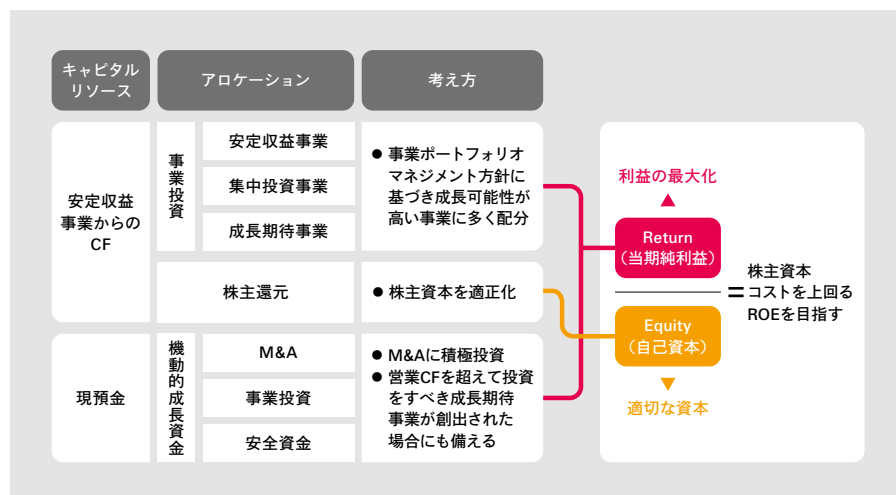 キャピタル
リソース
アロケーション
考え方
安定収益
事業からの
CF
事業投資
安定収益事業
集中投資事業
成長期待事業
● 事業ポートフォリオ
マネジメント方針に
基づき成長可能性が
高い事業に多く配分
株主還元
● 株主資本を適正化
現預金
機動的成長資金
M&A
事業投資
安全資金
● M&Aに積極投資
● 営業CFを超えて投資
をすべき成長期待
事業が創出された
場合にも備える
利益の最大化
▲
Return
（当期純利益）
Equity
（自己資本）
▼
適切な資本
=
株主資本
コストを上回る
ROEを目指す